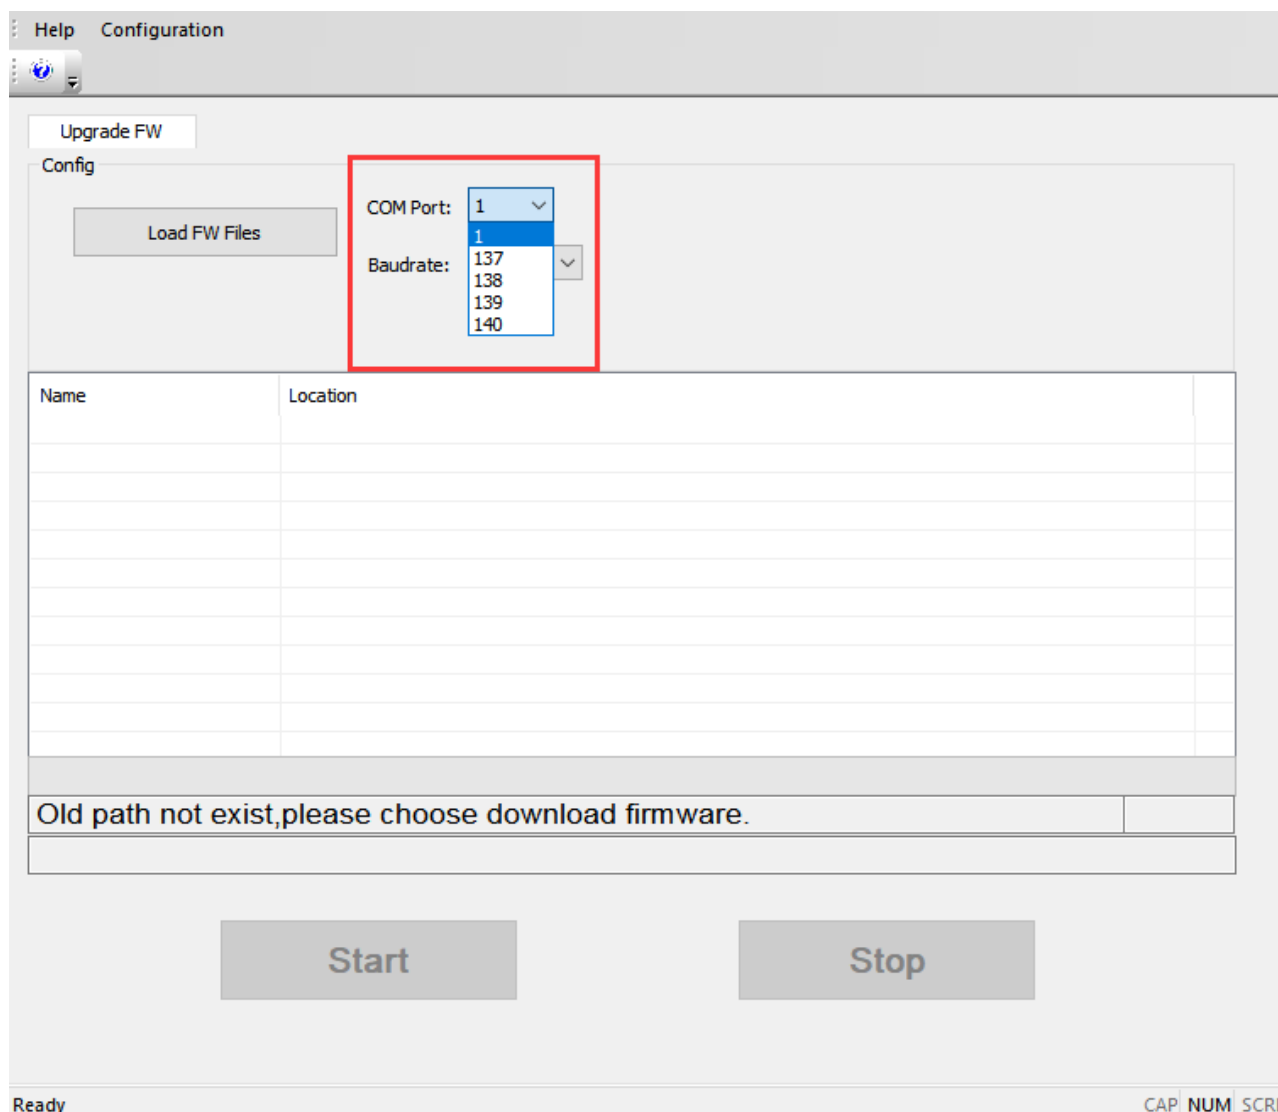 Help Configuration
Upgrade FW
Config
Load FW Files
COM Port: 1
1
137
Baudrate:
138
139
140
Name Location
Old path not exist,please choose download firmware.
Start Stop
Ready CAP NUM SCR